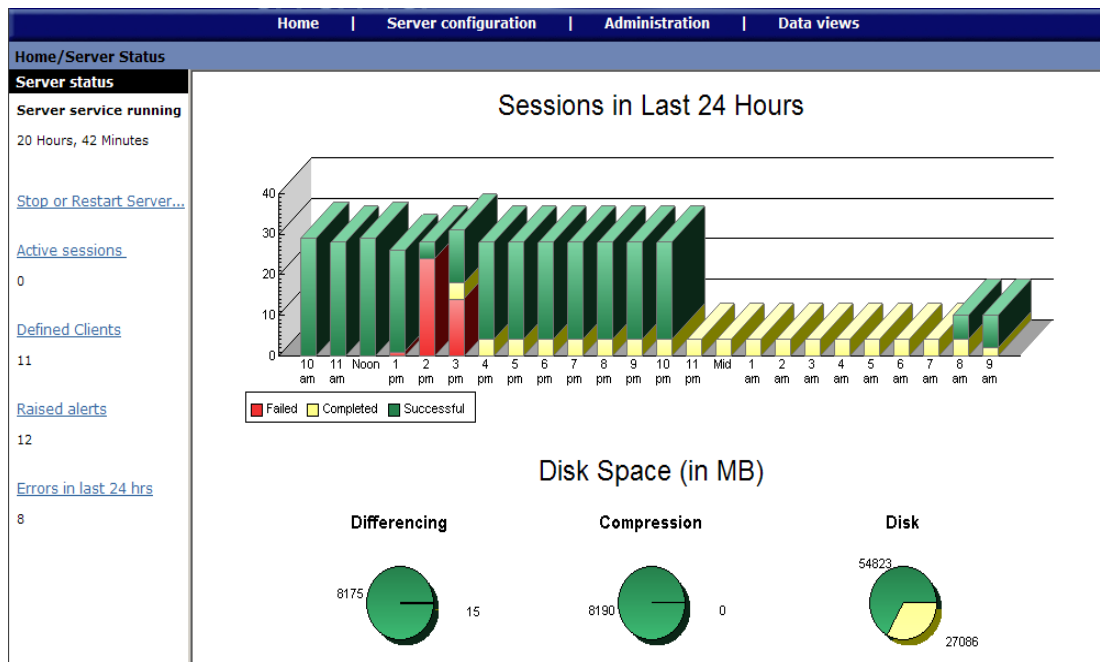 Home | Server configuration | Administration | Data views
Home/Server Status
Server status
Server service running
20 Hours, 42 Minutes
Stop or Restart Server...
Active sessions
0
Defined Clients
11
Raised alerts
12
Errors in last 24 hrs
8
Sessions in Last 24 Hours
40
30
20
10
0
10 am 11 am Noon 1 pm 2 pm 3 pm 4 pm 5 pm 6 pm 7 pm 8 pm 9 pm 10 pm 11 pm Mid 1 am 2 am 3 am 4 am 5 am 6 am 7 am 8 am 9 am
Failed Completed Successful
Disk Space (in MB)
Differencing Compression Disk
8175 15 8190 0 54823 27086